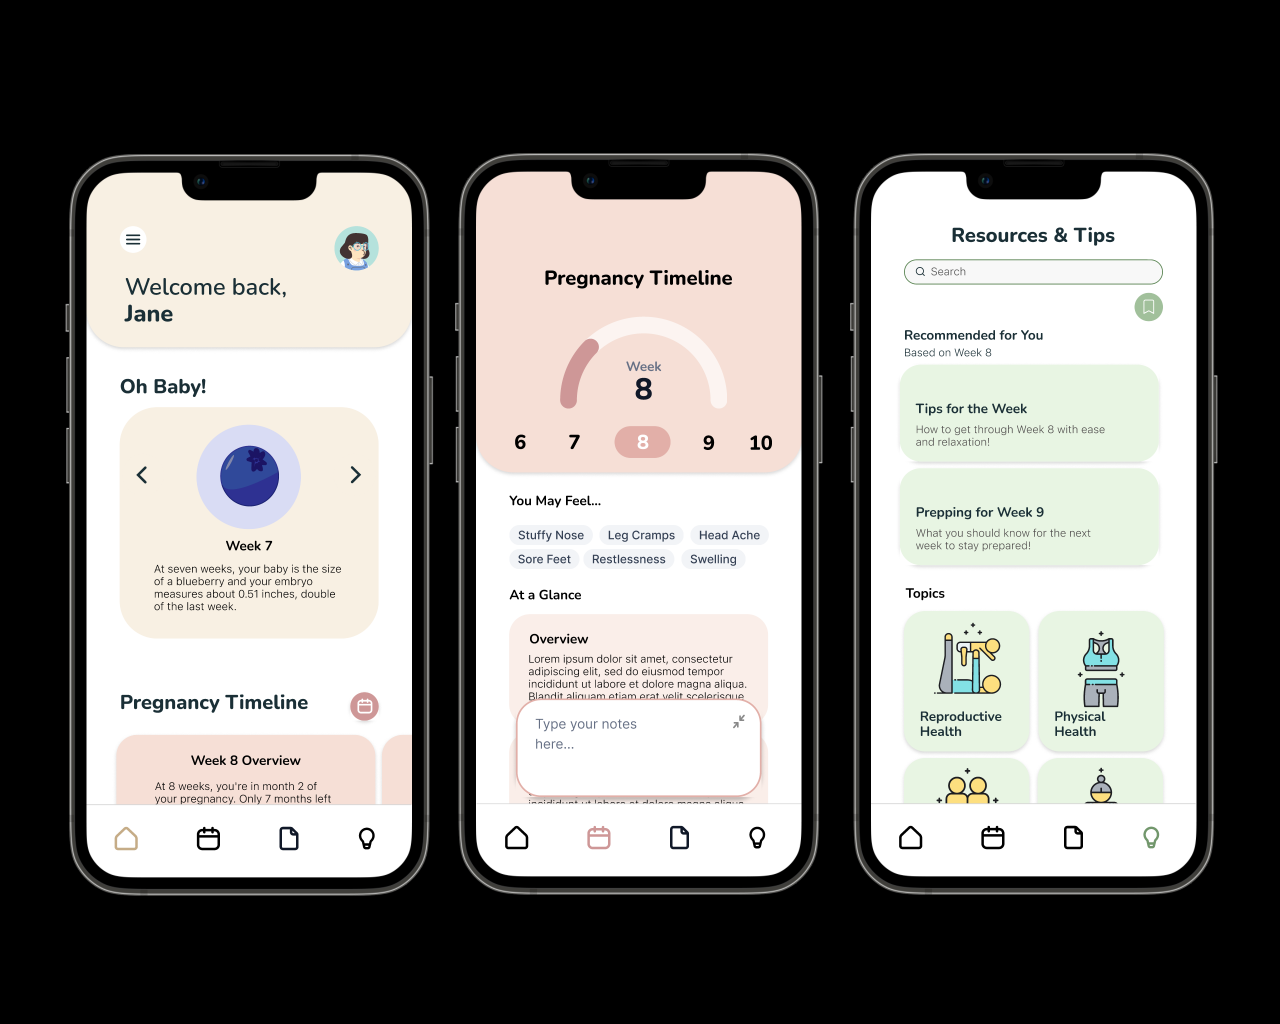 Welcome back,
Jane
Oh Baby!
Week 7
At seven weeks, your baby is the size
of a blueberry and your embryo
measures about 0.51 inches, double
of the last week.
Pregnancy Timeline
Week 8 Overview
At 8 weeks, you're in month 2 of
your pregnancy. Only 7 months left
Pregnancy Timeline
Week
8
6 7 8 9 10
You May Feel...
Stuffy Nose Leg Cramps Head Ache
Sore Feet Restlessness Swelling
At a Glance
Overview
Lorem ipsum dolor sit amet, consectetur
adipiscing elit, sed do eiusmod tempor
incididunt ut labore et dolore magna aliqua.
Blandit aliquam etiam erat velit scelerisque
Type your notes
here...
incididunt ut labore et dolore magna aliqua.
Resources & Tips
Search
Recommended for You
Based on Week 8
Tips for the Week
How to get through Week 8 with ease
and relaxation!
Prepping for Week 9
What you should know for the next
week to stay prepared!
Topics
Reproductive
Health
Physical
Health